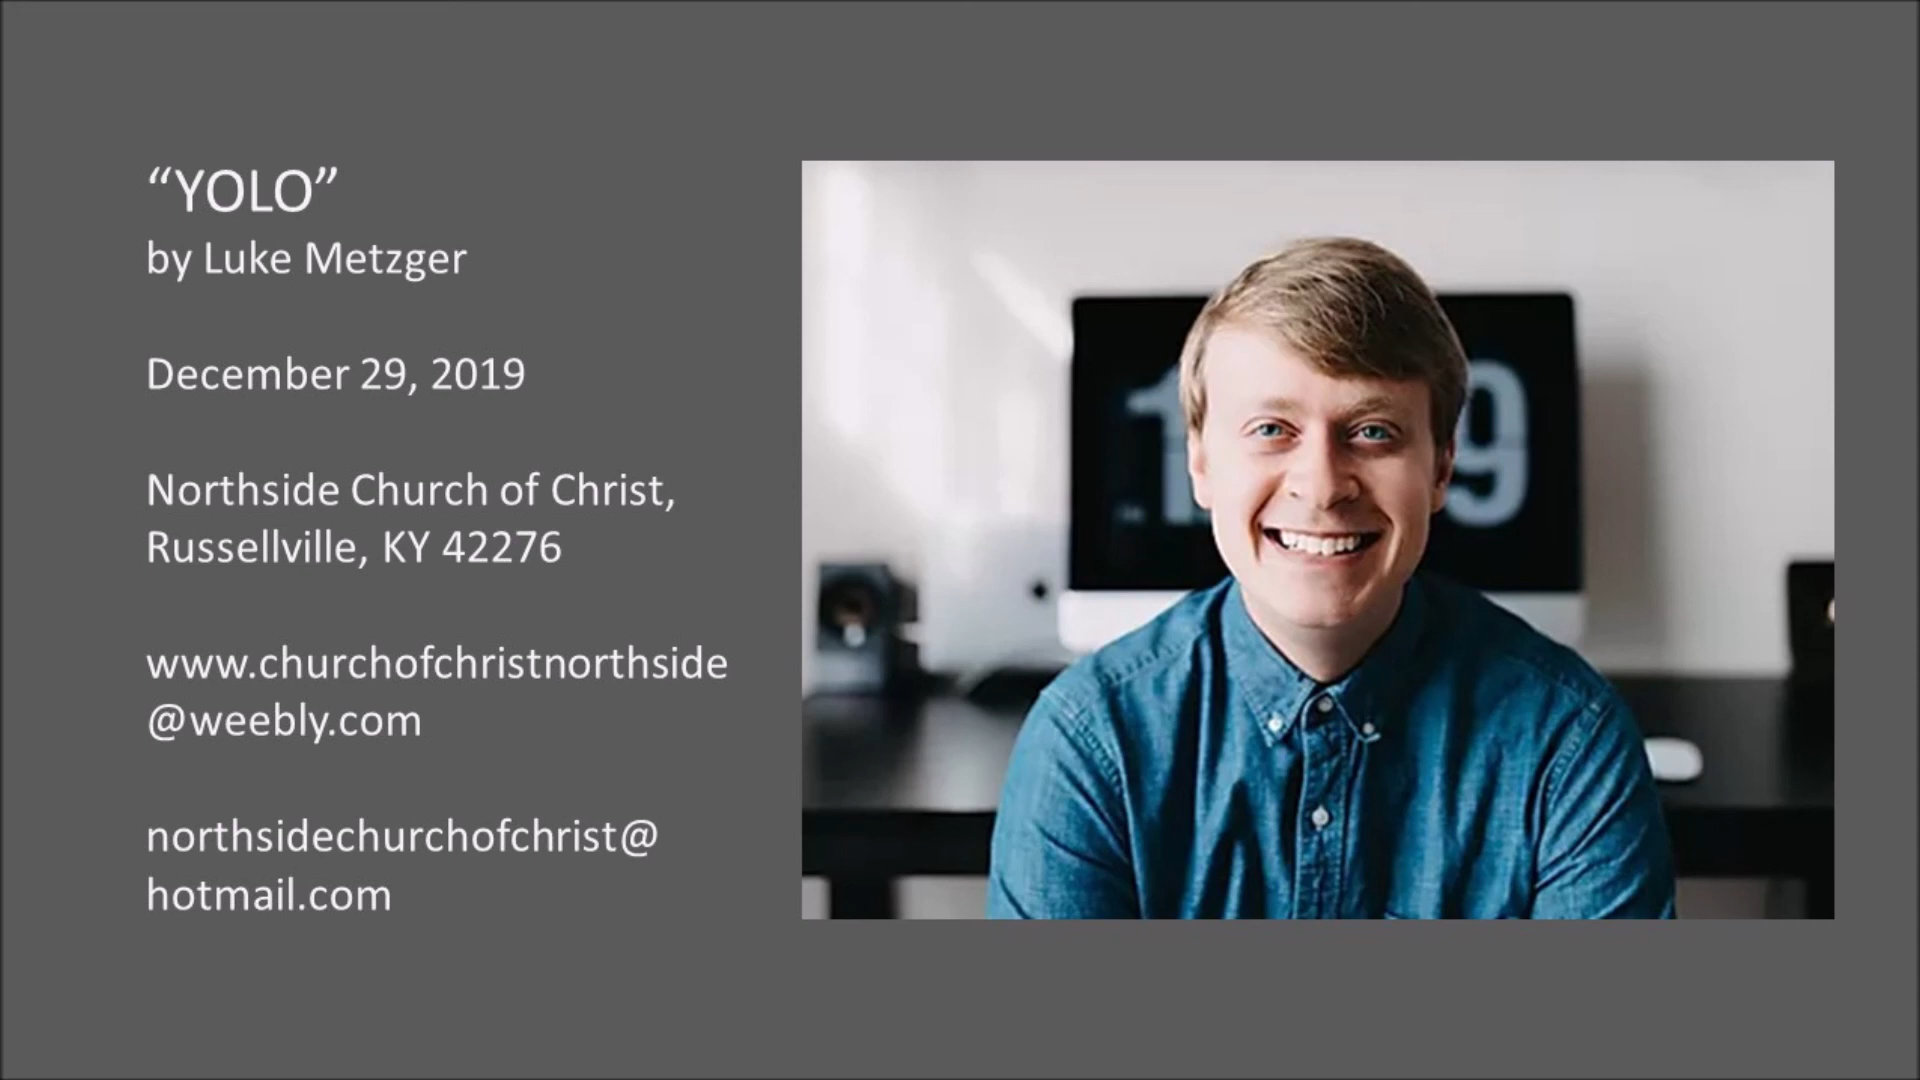 “YOLO”
by Luke Metzger
December 29, 2019
Northside Church of Christ,
Russellville, KY 42276
www.churchofchristnorthside
@weebly.com
northsidechurchofchrist@
hotmail.com